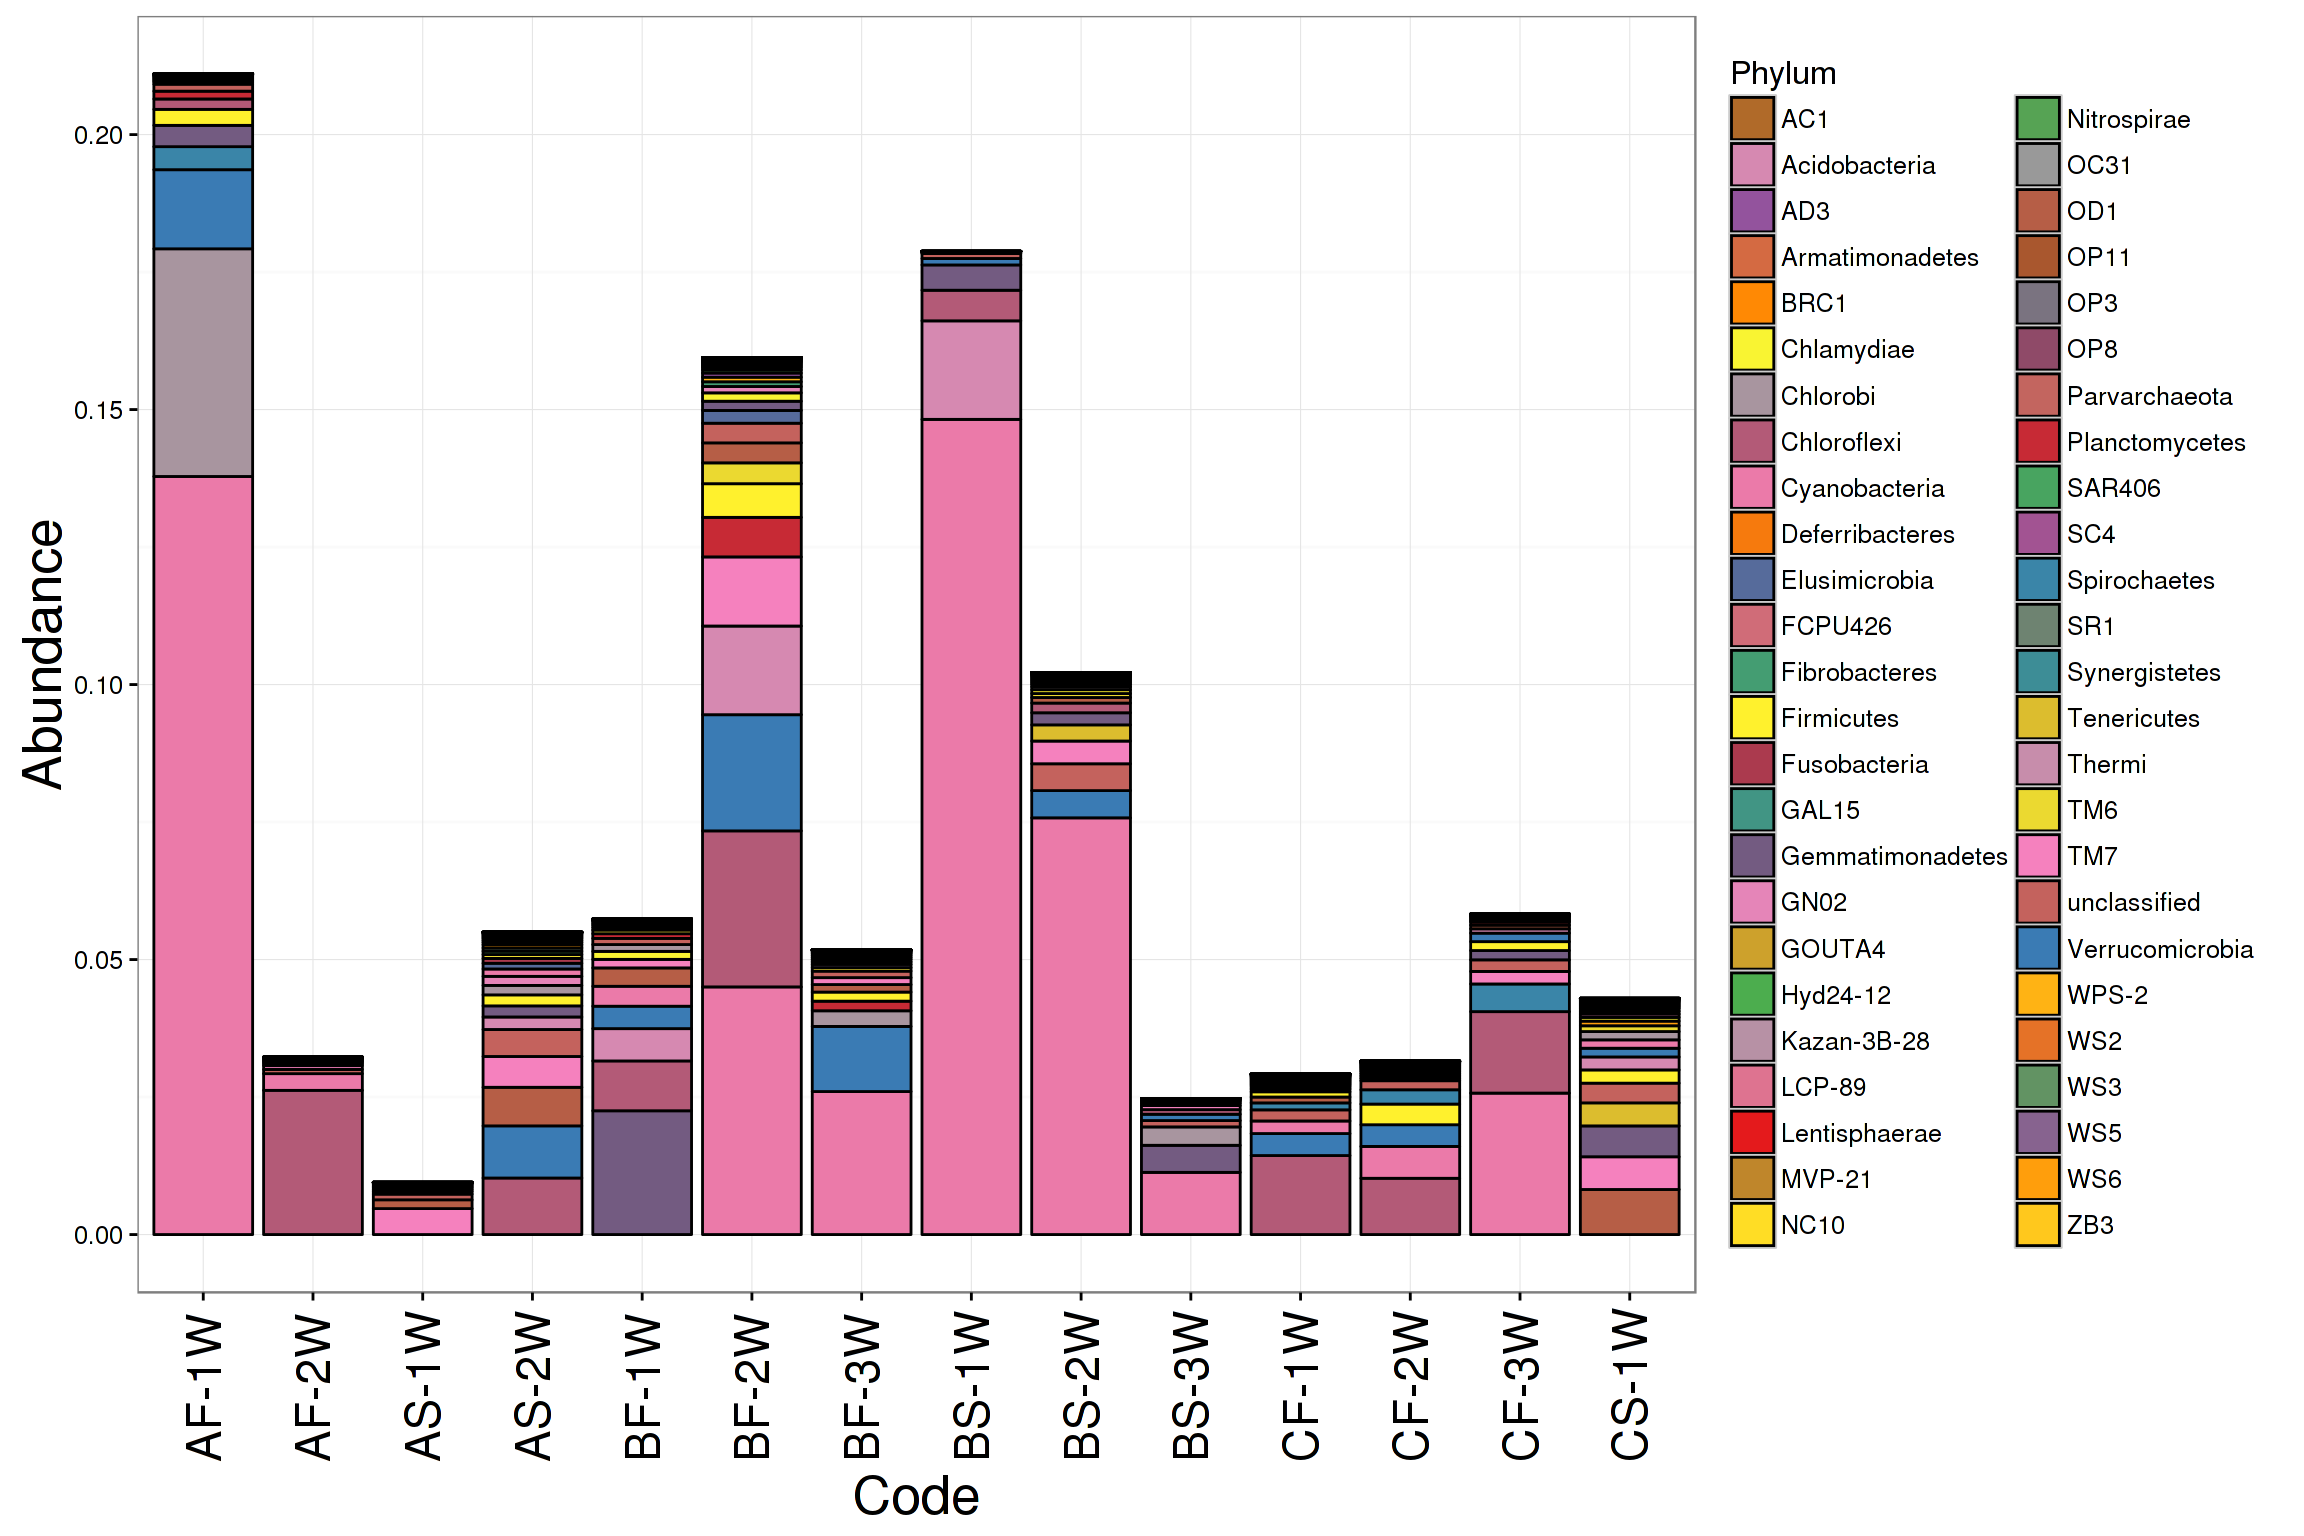 Abundance
0.20
0.15
0.10
0.05
0.00
AF-1W
AF-2W
AS-1W
AS-2W
BF-1W
BF-2W
BF-3W
BS-1W
BS-2W
BS-3W
CF-1W
CF-2W
CF-3W
CS-1W
Code
Phylum
AC1
Acidobacteria
AD3
Armatimonadetes
BRC1
Chlamydiae
Chlorobi
Chloroflexi
Cyanobacteria
Deferribacteres
Elusimicrobia
FCPU426
Fibrobacteres
Firmicutes
Fusobacteria
GAL15
Gemmatimonadetes
GN02
GOUTA4
Hyd24-12
Kazan-3B-28
LCP-89
Lentisphaerae
MVP-21
NC10
Nitrospirae
OC31
OD1
OP11
OP3
OP8
Parvarchaeota
Planctomycetes
SAR406
SC4
Spirochaetes
SR1
Synergistetes
Tenericutes
Thermi
TM6
TM7
unclassified
Verrucomicrobia
WPS-2
WS2
WS3
WS5
WS6
ZB3